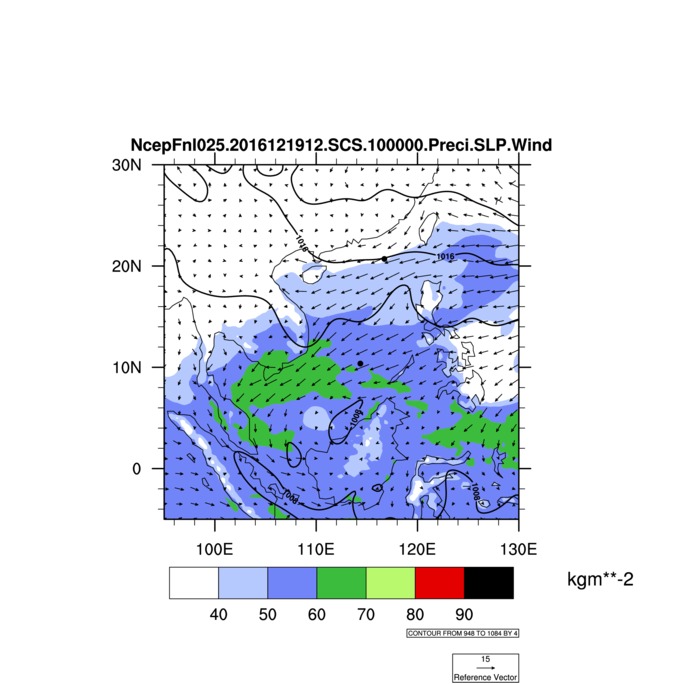 NcepFnl025.2016121912.SCS.100000.Preci.SLP.Wind
30N
1016
1016
20N
10N
1008
0
1008
1008
100E 110E 120E 130E
kgm**-2
40 50 60 70 80 90
CONTOUR FROM 948 TO 1084 BY 4
15
Reference Vector